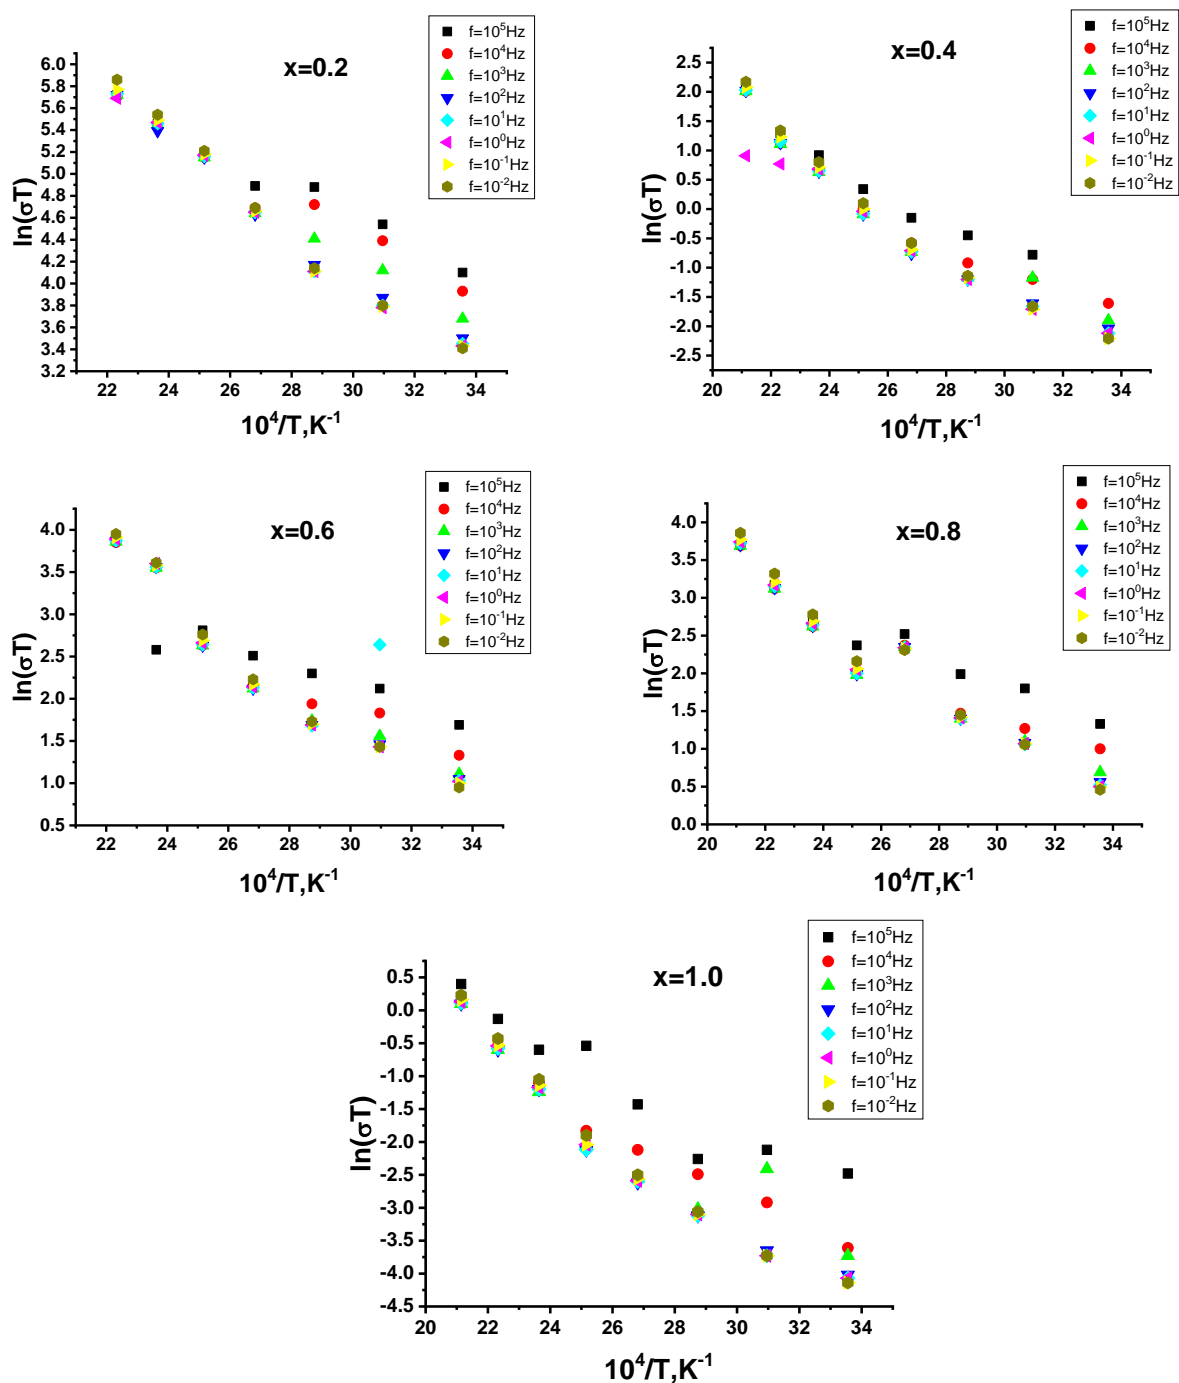 x=0.2
f=10⁵Hz
f=10⁴Hz
f=10³Hz
f=10²Hz
f=10¹Hz
f=10⁰Hz
f=10⁻¹Hz
f=10⁻²Hz
ln(σT)
6.0
5.8
5.6
5.4
5.2
5.0
4.8
4.6
4.4
4.2
4.0
3.8
3.6
3.4
3.2
22 24 26 28 30 32 34
10⁴/T,K⁻¹
x=0.4
f=10⁵Hz
f=10⁴Hz
f=10³Hz
f=10²Hz
f=10¹Hz
f=10⁰Hz
f=10⁻¹Hz
f=10⁻²Hz
ln(σT)
2.5
2.0
1.5
1.0
0.5
0.0
-0.5
-1.0
-1.5
-2.0
-2.5
20 22 24 26 28 30 32 34
10⁴/T,K⁻¹
x=0.6
f=10⁵Hz
f=10⁴Hz
f=10³Hz
f=10²Hz
f=10¹Hz
f=10⁰Hz
f=10⁻¹Hz
f=10⁻²Hz
ln(σT)
4.0
3.5
3.0
2.5
2.0
1.5
1.0
0.5
22 24 26 28 30 32 34
10⁴/T,K⁻¹
x=0.8
f=10⁵Hz
f=10⁴Hz
f=10³Hz
f=10²Hz
f=10¹Hz
f=10⁰Hz
f=10⁻¹Hz
f=10⁻²Hz
ln(σT)
4.0
3.5
3.0
2.5
2.0
1.5
1.0
0.5
0.0
20 22 24 26 28 30 32 34
10⁴/T,K⁻¹
x=1.0
f=10⁵Hz
f=10⁴Hz
f=10³Hz
f=10²Hz
f=10¹Hz
f=10⁰Hz
f=10⁻¹Hz
f=10⁻²Hz
ln(σT)
0.5
0.0
-0.5
-1.0
-1.5
-2.0
-2.5
-3.0
-3.5
-4.0
-4.5
20 22 24 26 28 30 32 34
10⁴/T,K⁻¹